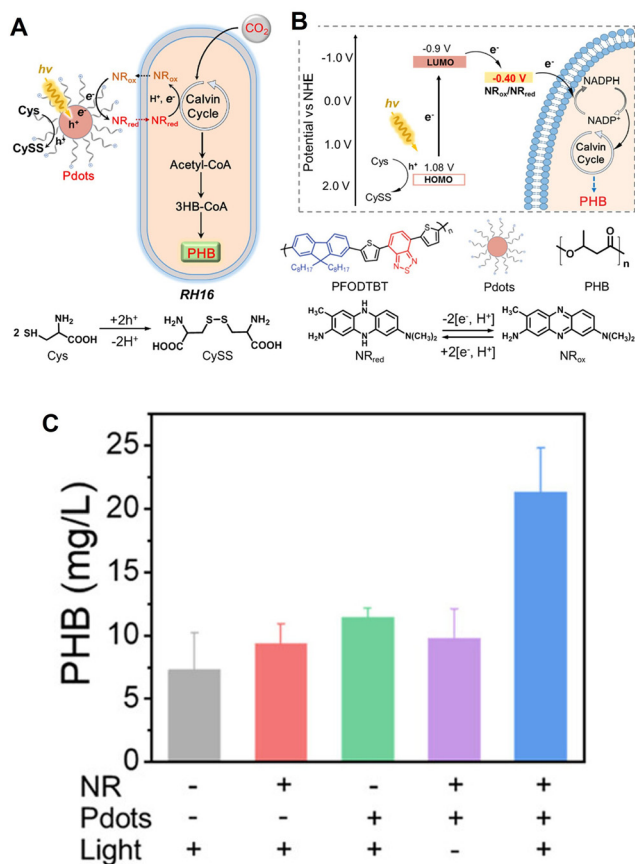 A
CO₂
hν
NRox
NRox
e⁻
e⁻
H⁺, e⁻
Cys
h⁺
NRred
NRred
Calvin
Cycle
CySS
h⁺
Pdots
Acetyl-CoA
3HB-CoA
PHB
RH16
B
Potential vs NHE
-1.0 V
0.0 V
1.0 V
2.0 V
-0.9 V
LUMO
e⁻
-0.40 V
NRox/NRred
e⁻
hν
e⁻
Cys
h⁺
1.08 V
HOMO
CySS
NADPH
NADP⁺
Calvin
Cycle
PHB
S
S
n
C₈H₁₇
C₈H₁₇
N
N
S
PFODTBT
Pdots
O
O
n
PHB
2 SH
NH₂
COOH
Cys
+2h⁺
-2H⁺
H₂N
S-S
NH₂
HOOC
COOH
CySS
H₃C
H
N
H₂N
N
H
N(CH₃)₂
NRred
-2[e⁻, H⁺]
+2[e⁻, H⁺]
H₃C
N
H₂N
N
N(CH₃)₂
NRox
C
PHB (mg/L)
25
20
15
10
5
0
NR - + - + +
Pdots - - + + +
Light + + + - +